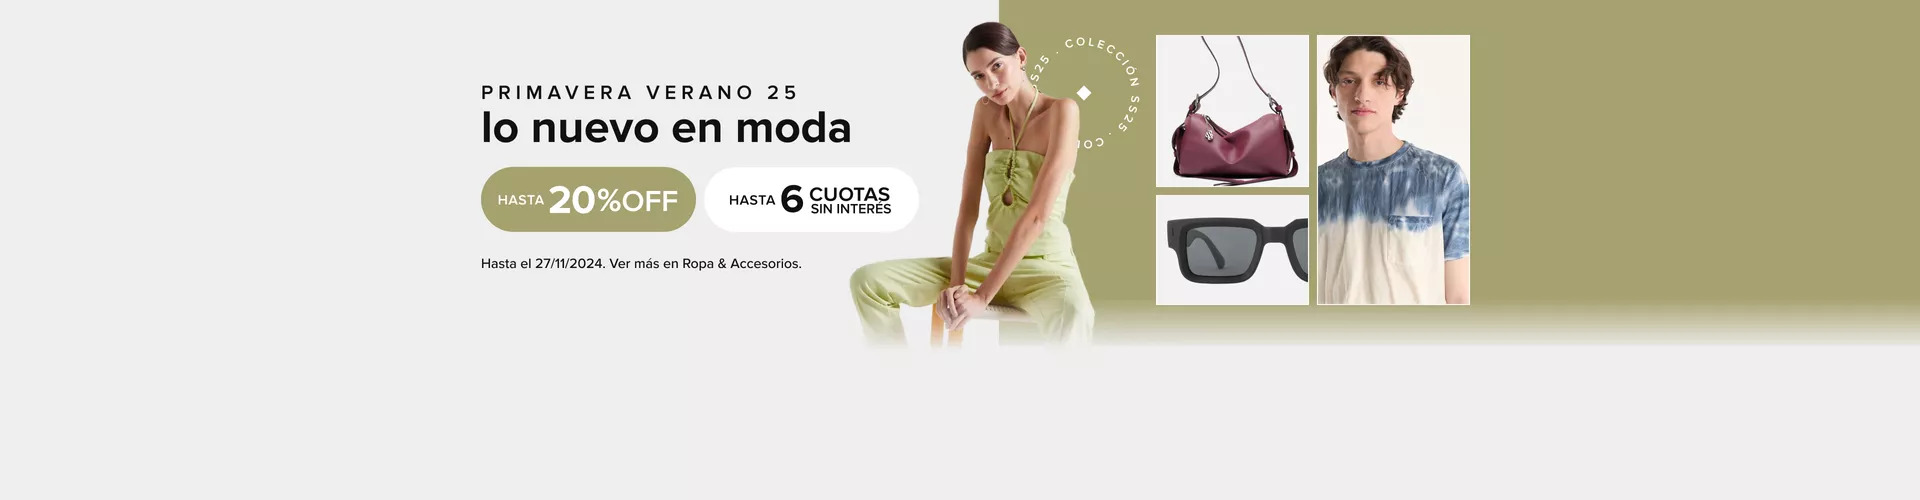 PRIMAVERA VERANO 25
lo nuevo en moda
HASTA 20%OFF
HASTA 6 CUOTAS
SIN INTERÉS
Hasta el 27/11/2024. Ver más en Ropa & Accesorios.
SS25 · COLECCIÓN SS25 ·